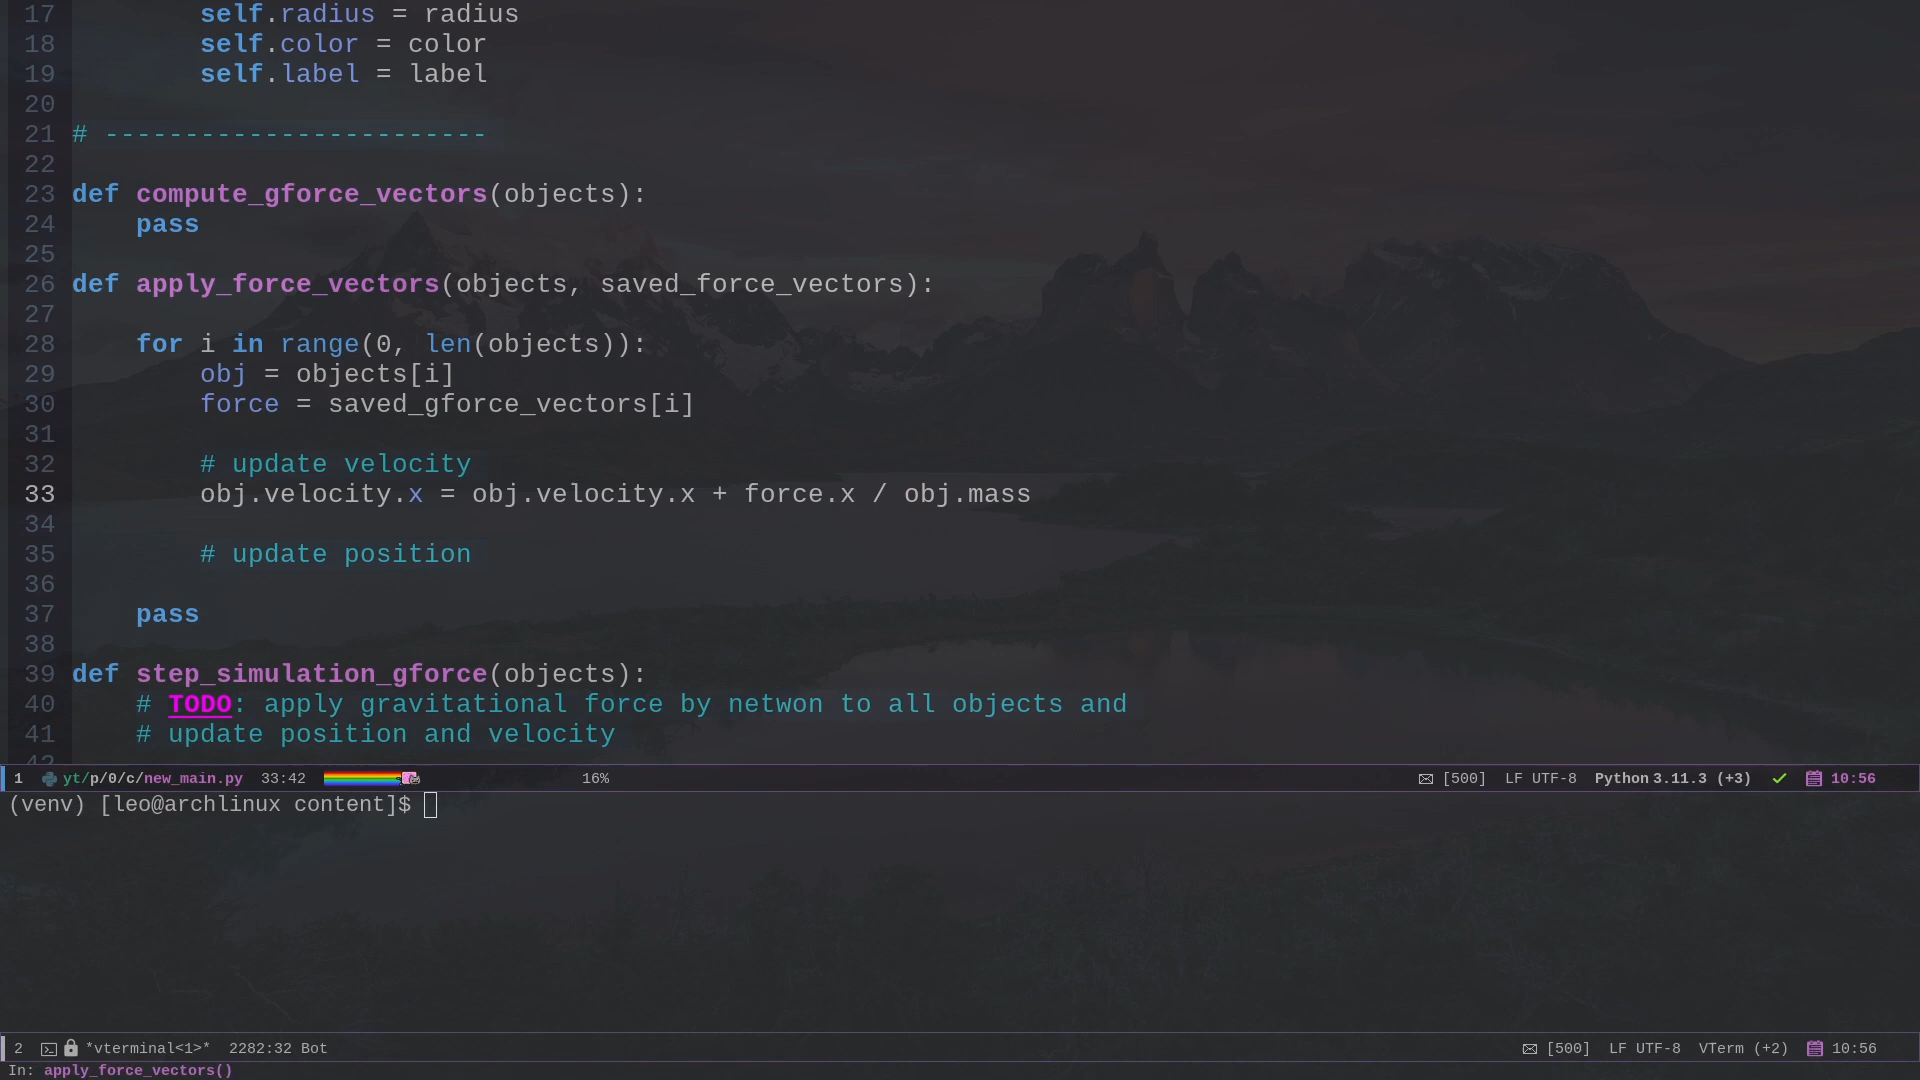 17         self.radius = radius
18         self.color = color
19         self.label = label
20
21 # ------------------------
22
23 def compute_gforce_vectors(objects):
24     pass
25
26 def apply_force_vectors(objects, saved_force_vectors):
27
28     for i in range(0, len(objects)):
29         obj = objects[i]
30         force = saved_gforce_vectors[i]
31
32         # update velocity
33         obj.velocity.x = obj.velocity.x + force.x / obj.mass
34
35         # update position
36
37     pass
38
39 def step_simulation_gforce(objects):
40     # TODO: apply gravitational force by netwon to all objects and
41     # update position and velocity
42
1 yt/p/0/c/new_main.py 33:42 16% [500] LF UTF-8 Python 3.11.3 (+3) 10:56
(venv) [leo@archlinux content]$
2 *vterminal<1>* 2282:32 Bot [500] LF UTF-8 VTerm (+2) 10:56
In: apply_force_vectors()